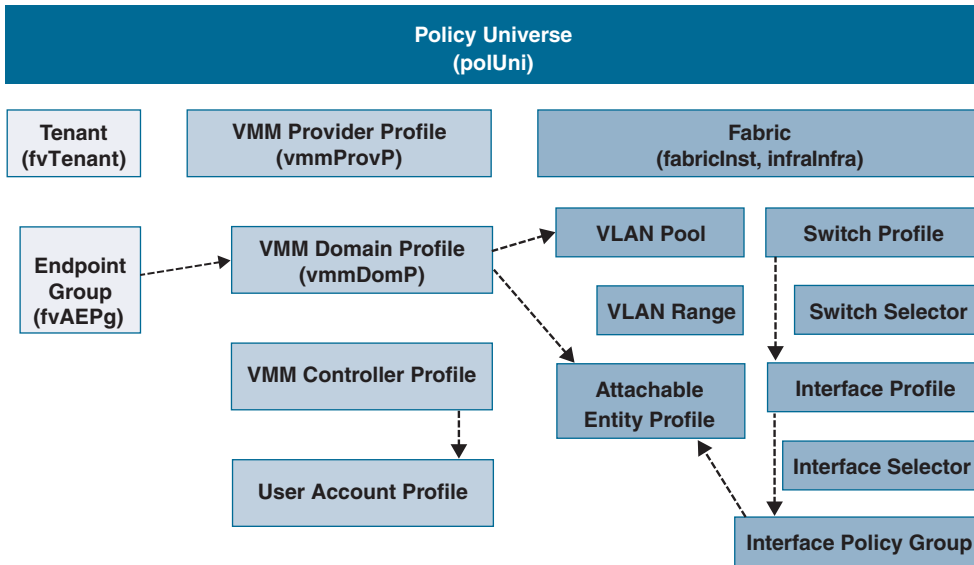 Policy Universe
(polUni)
Tenant
(fvTenant)
VMM Provider Profile
(vmmProvP)
Fabric
(fabricInst, infraInfra)
Endpoint
Group
(fvAEPg)
VMM Domain Profile
(vmmDomP)
VLAN Pool
Switch Profile
VLAN Range
Switch Selector
VMM Controller Profile
Attachable
Entity Profile
Interface Profile
User Account Profile
Interface Selector
Interface Policy Group